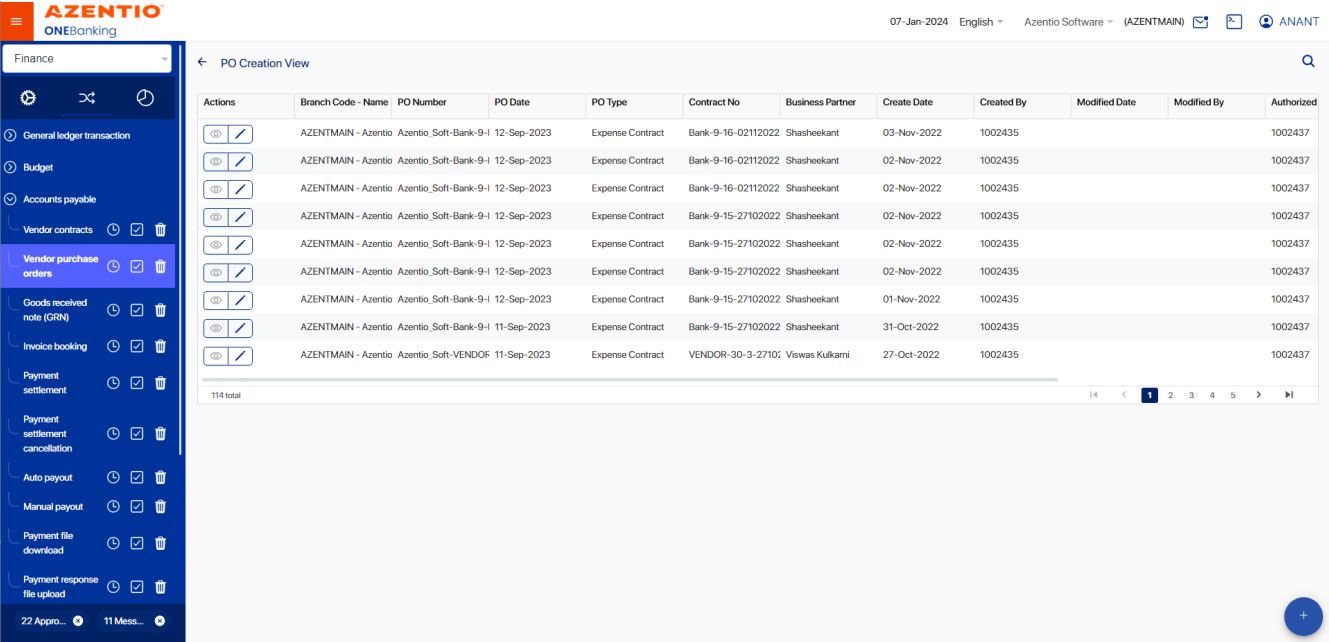 AZENTIO
ONEBanking
07-Jan-2024 English Azentio Software (AZENTMAIN) ANANT
Finance
General ledger transaction
Budget
Accounts payable
Vendor contracts
Vendor purchase
orders
Goods received
note (GRN)
Invoice booking
Payment
settlement
Payment
settlement
cancellation
Auto payout
Manual payout
Payment file
download
Payment response
file upload
22 Appro... 11 Mess...
PO Creation View
Actions Branch Code - Name PO Number PO Date PO Type Contract No Business Partner Create Date Created By Modified Date Modified By Authorized
AZENTMAIN - Azentio Azentio_Soft-Bank-9- 12-Sep-2023 Expense Contract Bank-9-16-02112022 Shasheekant 03-Nov-2022 1002435 1002437
AZENTMAIN - Azentio Azentio_Soft-Bank-9- 12-Sep-2023 Expense Contract Bank-9-16-02112022 Shasheekant 02-Nov-2022 1002435 1002437
AZENTMAIN - Azentio Azentio_Soft-Bank-9- 12-Sep-2023 Expense Contract Bank-9-16-02112022 Shasheekant 02-Nov-2022 1002435 1002437
AZENTMAIN - Azentio Azentio_Soft-Bank-9- 12-Sep-2023 Expense Contract Bank-9-15-27102022 Shasheekant 02-Nov-2022 1002435 1002437
AZENTMAIN - Azentio Azentio_Soft-Bank-9- 12-Sep-2023 Expense Contract Bank-9-15-27102022 Shasheekant 02-Nov-2022 1002435 1002437
AZENTMAIN - Azentio Azentio_Soft-Bank-9- 12-Sep-2023 Expense Contract Bank-9-15-27102022 Shasheekant 02-Nov-2022 1002435 1002437
AZENTMAIN - Azentio Azentio_Soft-Bank-9- 12-Sep-2023 Expense Contract Bank-9-15-27102022 Shasheekant 01-Nov-2022 1002435 1002437
AZENTMAIN - Azentio Azentio_Soft-Bank-9- 11-Sep-2023 Expense Contract Bank-9-15-27102022 Shasheekant 31-Oct-2022 1002435 1002437
AZENTMAIN - Azentio Azentio_Soft-VENDOR 11-Sep-2023 Expense Contract VENDOR-30-3-2710 Viswas Kulkarni 27-Oct-2022 1002435 1002437
114 total 1 2 3 4 5